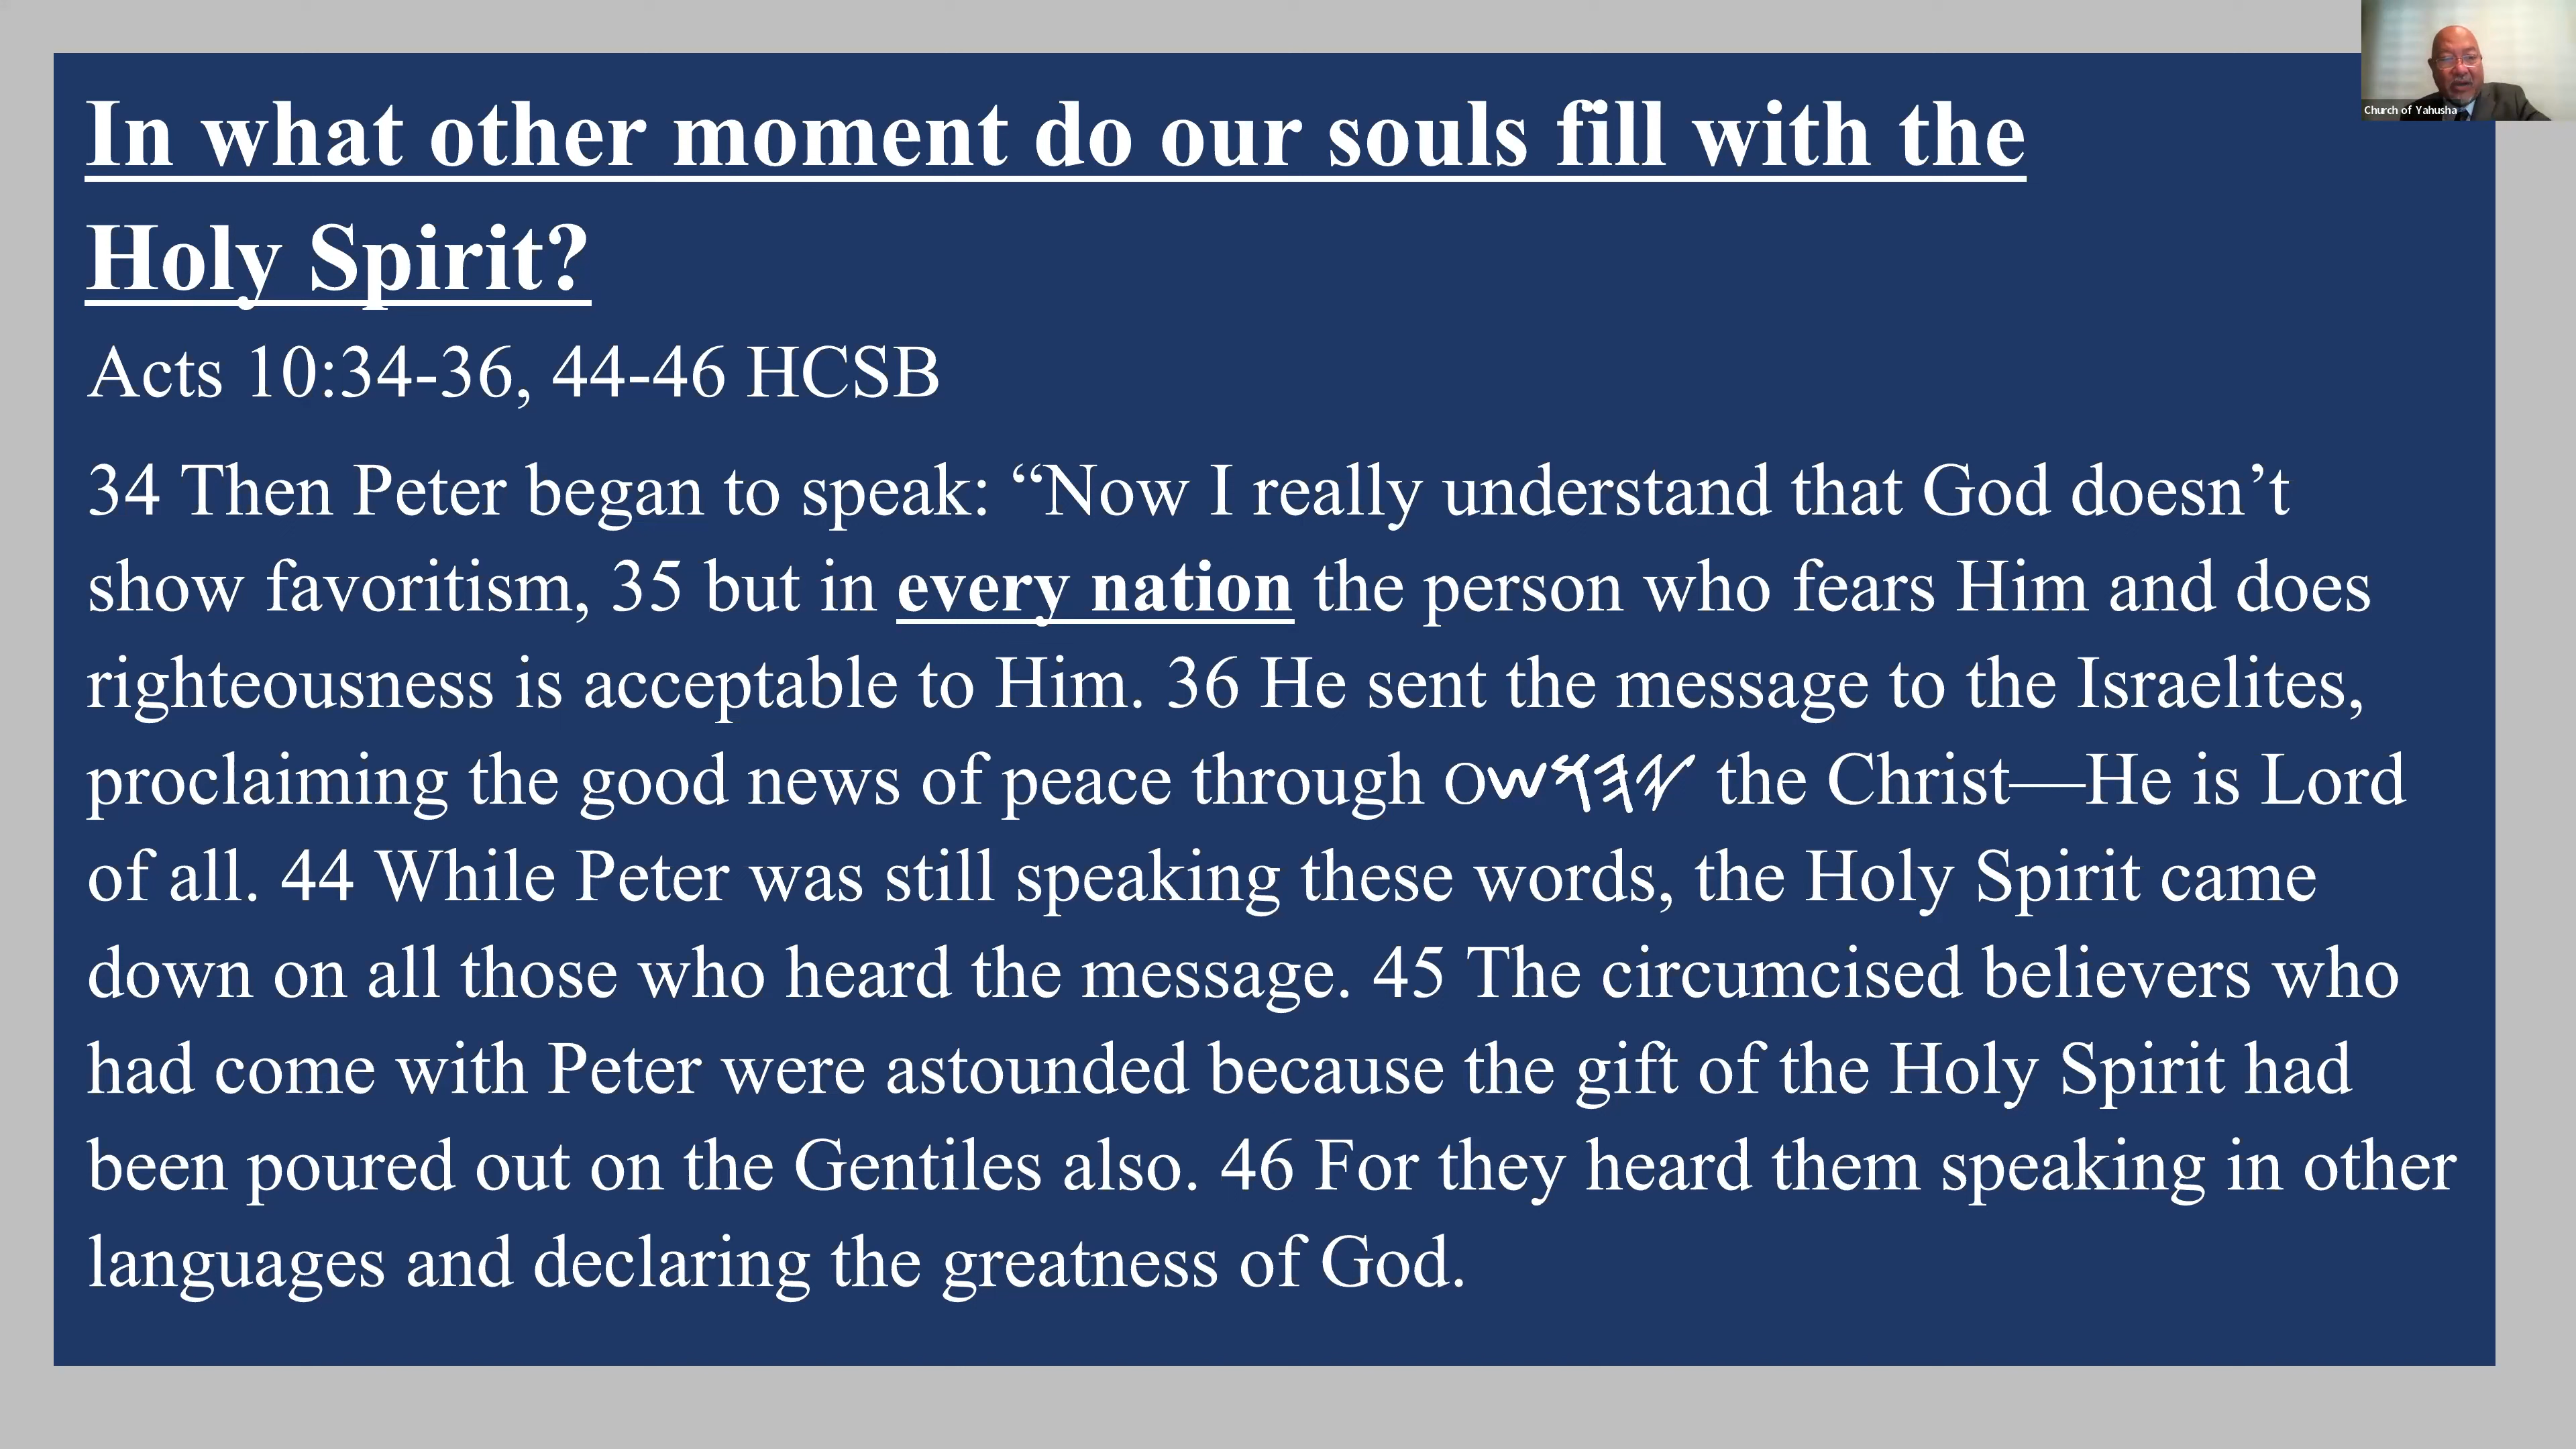 In what other moment do our souls fill with the
Holy Spirit?
Acts 10:34-36, 44-46 HCSB
34 Then Peter began to speak: “Now I really understand that God doesn’t
show favoritism, 35 but in every nation the person who fears Him and does
righteousness is acceptable to Him. 36 He sent the message to the Israelites,
proclaiming the good news of peace through 𐤉𐤄𐤅𐤔𐤏 the Christ—He is Lord
of all. 44 While Peter was still speaking these words, the Holy Spirit came
down on all those who heard the message. 45 The circumcised believers who
had come with Peter were astounded because the gift of the Holy Spirit had
been poured out on the Gentiles also. 46 For they heard them speaking in other
languages and declaring the greatness of God.
Church of Yahusha